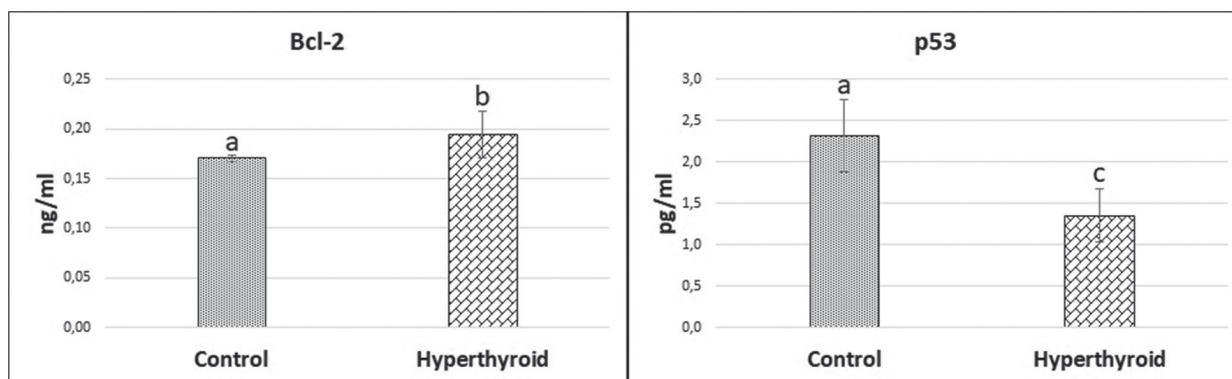 Bcl-2
ng/ml
0,25
0,20
0,15
0,10
0,05
0,00
a
b
Control
Hyperthyroid
p53
pg/ml
3,0
2,5
2,0
1,5
1,0
0,5
0,0
a
c
Control
Hyperthyroid